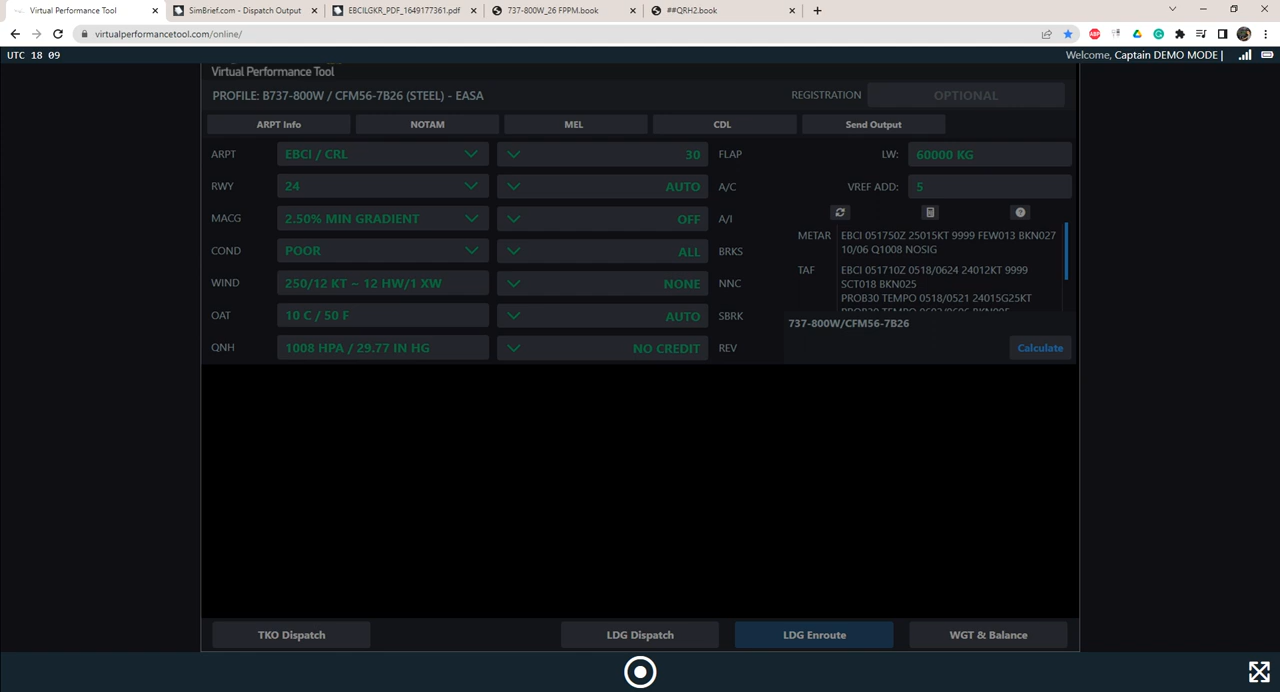 Virtual Performance Tool
SimBrief.com - Dispatch Output
EBCILGKR_PDF_1649177361.pdf
737-800W_26 FPPM.book
##QRH2.book
virtualperformancetool.com/online/
UTC 18 09
Welcome, Captain DEMO MODE |
Virtual Performance Tool
PROFILE: B737-800W / CFM56-7B26 (STEEL) - EASA
REGISTRATION
OPTIONAL
ARPT Info
NOTAM
MEL
CDL
Send Output
ARPT
EBCI / CRL
30
FLAP
LW:
60000 KG
RWY
24
AUTO
A/C
VREF ADD:
5
MACG
2.50% MIN GRADIENT
OFF
A/I
COND
POOR
ALL
BRKS
WIND
250/12 KT ~ 12 HW/1 XW
NONE
NNC
OAT
10 C / 50 F
AUTO
SBRK
QNH
1008 HPA / 29.77 IN HG
NO CREDIT
REV
METAR
EBCI 051750Z 25015KT 9999 FEW013 BKN027
10/06 Q1008 NOSIG
TAF
EBCI 051710Z 0518/0624 24012KT 9999
SCT018 BKN025
PROB30 TEMPO 0518/0521 24015G25KT
737-800W/CFM56-7B26
Calculate
TKO Dispatch
LDG Dispatch
LDG Enroute
WGT & Balance